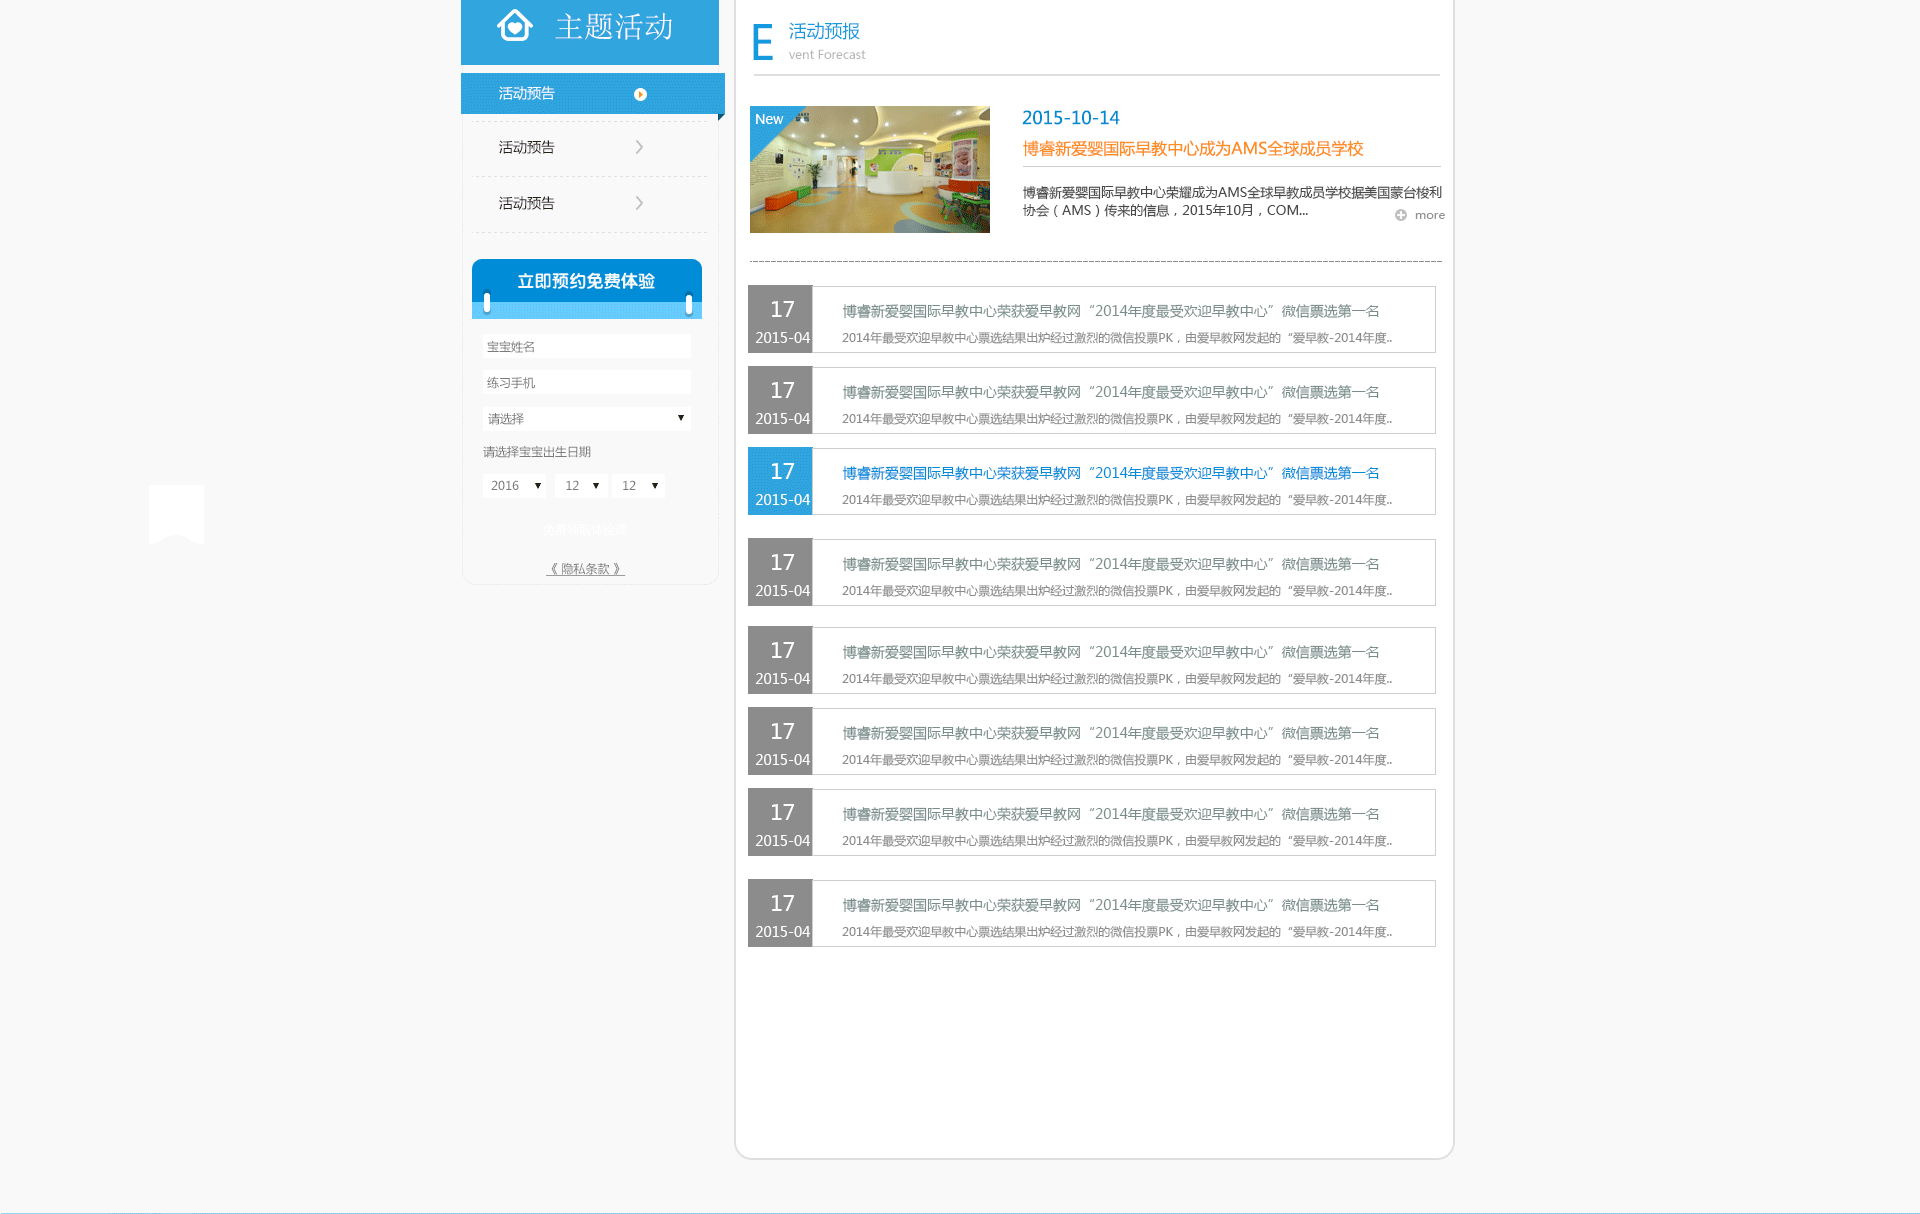 主题活动
活动预告
活动预告
活动预告
立即预约免费体验
宝宝姓名
练习手机
请选择
请选择宝宝出生日期
2016 12 12
《 隐私条款 》
E 活动预报
vent Forecast
New
2015-10-14
博睿新爱婴国际早教中心成为AMS全球成员学校
博睿新爱婴国际早教中心荣耀成为AMS全球早教成员学校据美国蒙台梭利
协会（AMS）传来的信息，2015年10月，COM...
more
17
2015-04
博睿新爱婴国际早教中心荣获爱早教网“2014年度最受欢迎早教中心”微信票选第一名
2014年最受欢迎早教中心票选结果出炉经过激烈的微信投票PK，由爱早教网发起的“爱早教-2014年度..
17
2015-04
博睿新爱婴国际早教中心荣获爱早教网“2014年度最受欢迎早教中心”微信票选第一名
2014年最受欢迎早教中心票选结果出炉经过激烈的微信投票PK，由爱早教网发起的“爱早教-2014年度..
17
2015-04
博睿新爱婴国际早教中心荣获爱早教网“2014年度最受欢迎早教中心”微信票选第一名
2014年最受欢迎早教中心票选结果出炉经过激烈的微信投票PK，由爱早教网发起的“爱早教-2014年度..
17
2015-04
博睿新爱婴国际早教中心荣获爱早教网“2014年度最受欢迎早教中心”微信票选第一名
2014年最受欢迎早教中心票选结果出炉经过激烈的微信投票PK，由爱早教网发起的“爱早教-2014年度..
17
2015-04
博睿新爱婴国际早教中心荣获爱早教网“2014年度最受欢迎早教中心”微信票选第一名
2014年最受欢迎早教中心票选结果出炉经过激烈的微信投票PK，由爱早教网发起的“爱早教-2014年度..
17
2015-04
博睿新爱婴国际早教中心荣获爱早教网“2014年度最受欢迎早教中心”微信票选第一名
2014年最受欢迎早教中心票选结果出炉经过激烈的微信投票PK，由爱早教网发起的“爱早教-2014年度..
17
2015-04
博睿新爱婴国际早教中心荣获爱早教网“2014年度最受欢迎早教中心”微信票选第一名
2014年最受欢迎早教中心票选结果出炉经过激烈的微信投票PK，由爱早教网发起的“爱早教-2014年度..
17
2015-04
博睿新爱婴国际早教中心荣获爱早教网“2014年度最受欢迎早教中心”微信票选第一名
2014年最受欢迎早教中心票选结果出炉经过激烈的微信投票PK，由爱早教网发起的“爱早教-2014年度..